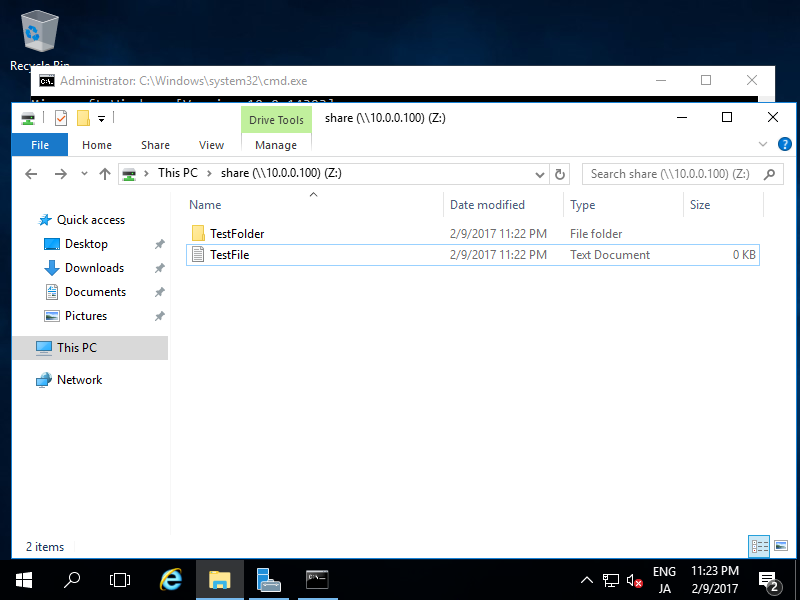 Recycle Bin
Administrator: C:\Windows\system32\cmd.exe
Drive Tools
share (\\10.0.0.100) (Z:)
File
Home
Share
View
Manage
This PC
share (\\10.0.0.100) (Z:)
Search share (\\10.0.0.100) (Z:)
Name
Date modified
Type
Size
Quick access
Desktop
Downloads
Documents
Pictures
This PC
Network
TestFolder
2/9/2017 11:22 PM
File folder
TestFile
2/9/2017 11:22 PM
Text Document
0 KB
2 items
ENG
JA
11:23 PM
2/9/2017
2